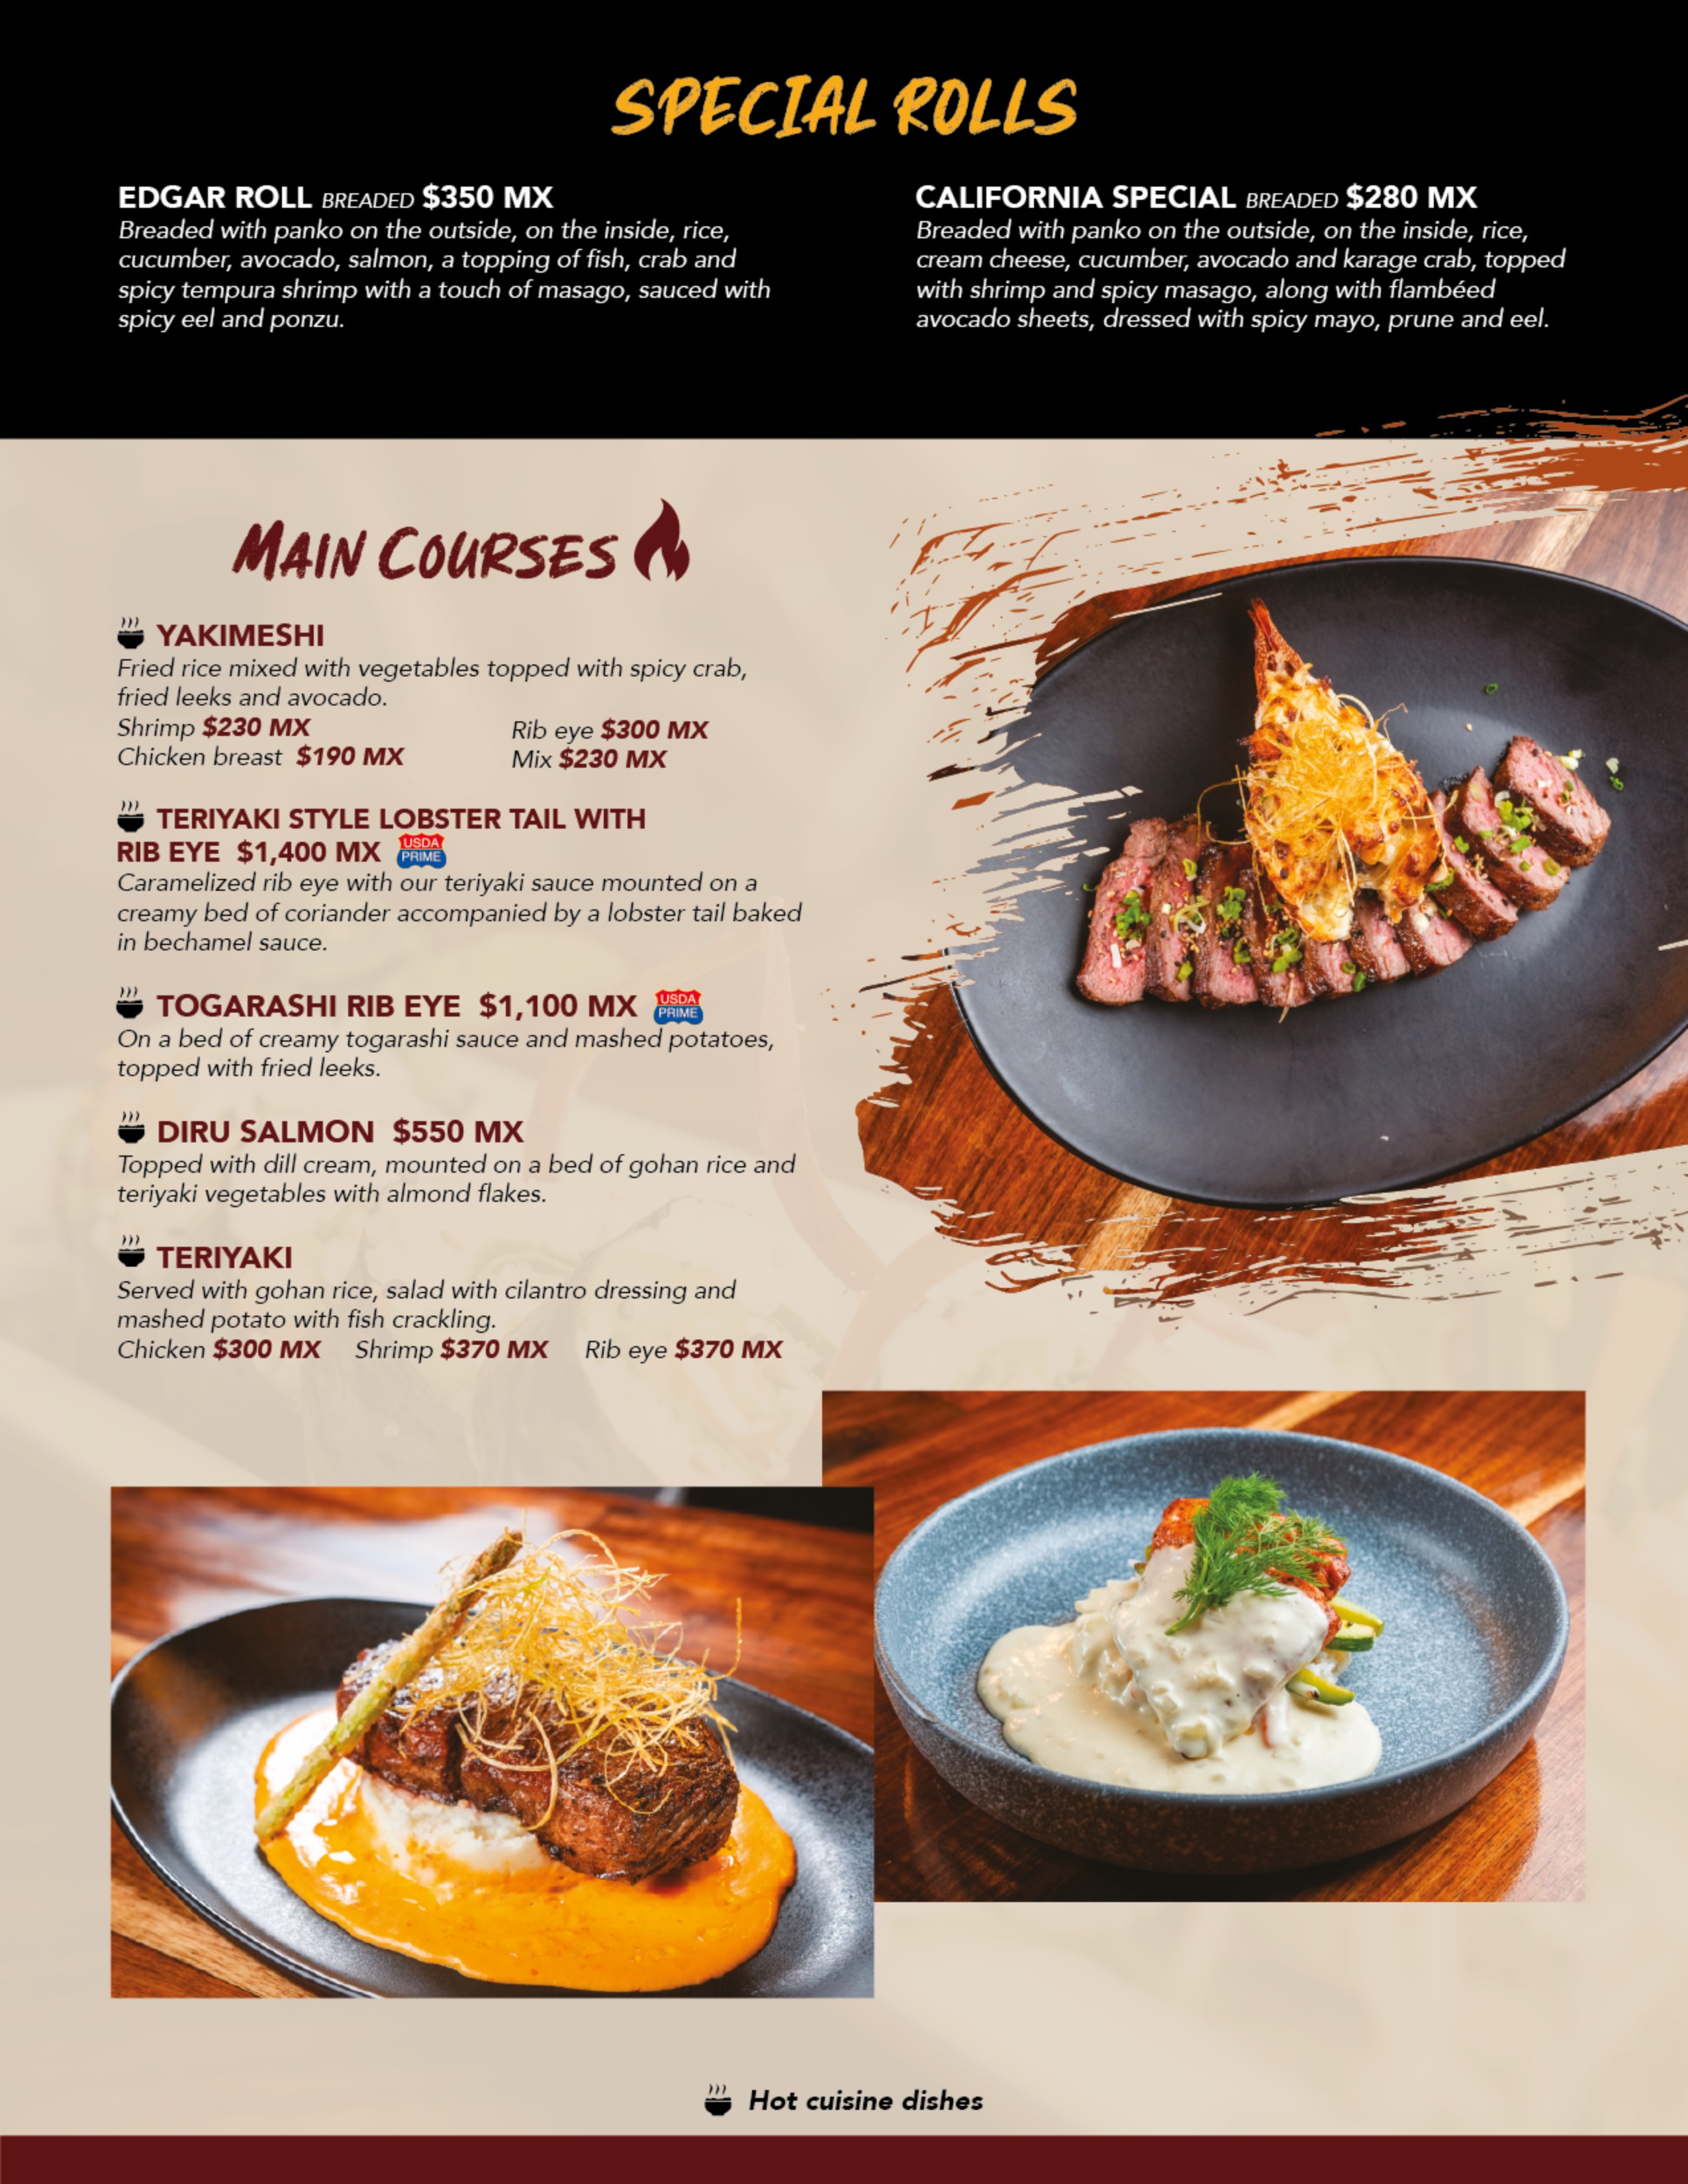 SPECIAL ROLLS
EDGAR ROLL BREADED $350 MX
Breaded with panko on the outside, on the inside, rice,
cucumber, avocado, salmon, a topping of fish, crab and
spicy tempura shrimp with a touch of masago, sauced with
spicy eel and ponzu.
CALIFORNIA SPECIAL BREADED $280 MX
Breaded with panko on the outside, on the inside, rice,
cream cheese, cucumber, avocado and karage crab, topped
with shrimp and spicy masago, along with flambéed
avocado sheets, dressed with spicy mayo, prune and eel.
MAIN COURSES
YAKIMESHI
Fried rice mixed with vegetables topped with spicy crab,
fried leeks and avocado.
Shrimp $230 MX
Chicken breast $190 MX
Rib eye $300 MX
Mix $230 MX
TERIYAKI STYLE LOBSTER TAIL WITH
RIB EYE $1,400 MX USDA PRIME
Caramelized rib eye with our teriyaki sauce mounted on a
creamy bed of coriander accompanied by a lobster tail baked
in bechamel sauce.
TOGARASHI RIB EYE $1,100 MX USDA PRIME
On a bed of creamy togarashi sauce and mashed potatoes,
topped with fried leeks.
DIRU SALMON $550 MX
Topped with dill cream, mounted on a bed of gohan rice and
teriyaki vegetables with almond flakes.
TERIYAKI
Served with gohan rice, salad with cilantro dressing and
mashed potato with fish crackling.
Chicken $300 MX Shrimp $370 MX Rib eye $370 MX
Hot cuisine dishes